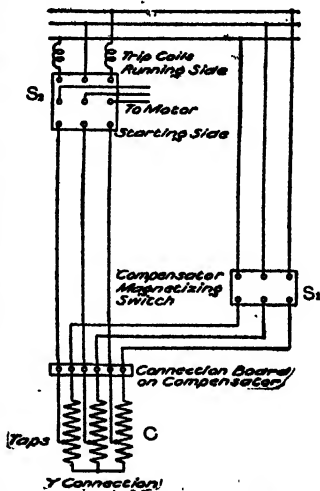 Trip Coils
Running Side
S₂
To Motor
Starting Side
Compensator
Magnetizing
Switch
S₁
Connection Board
on Compensator
Taps
C
Y Connection